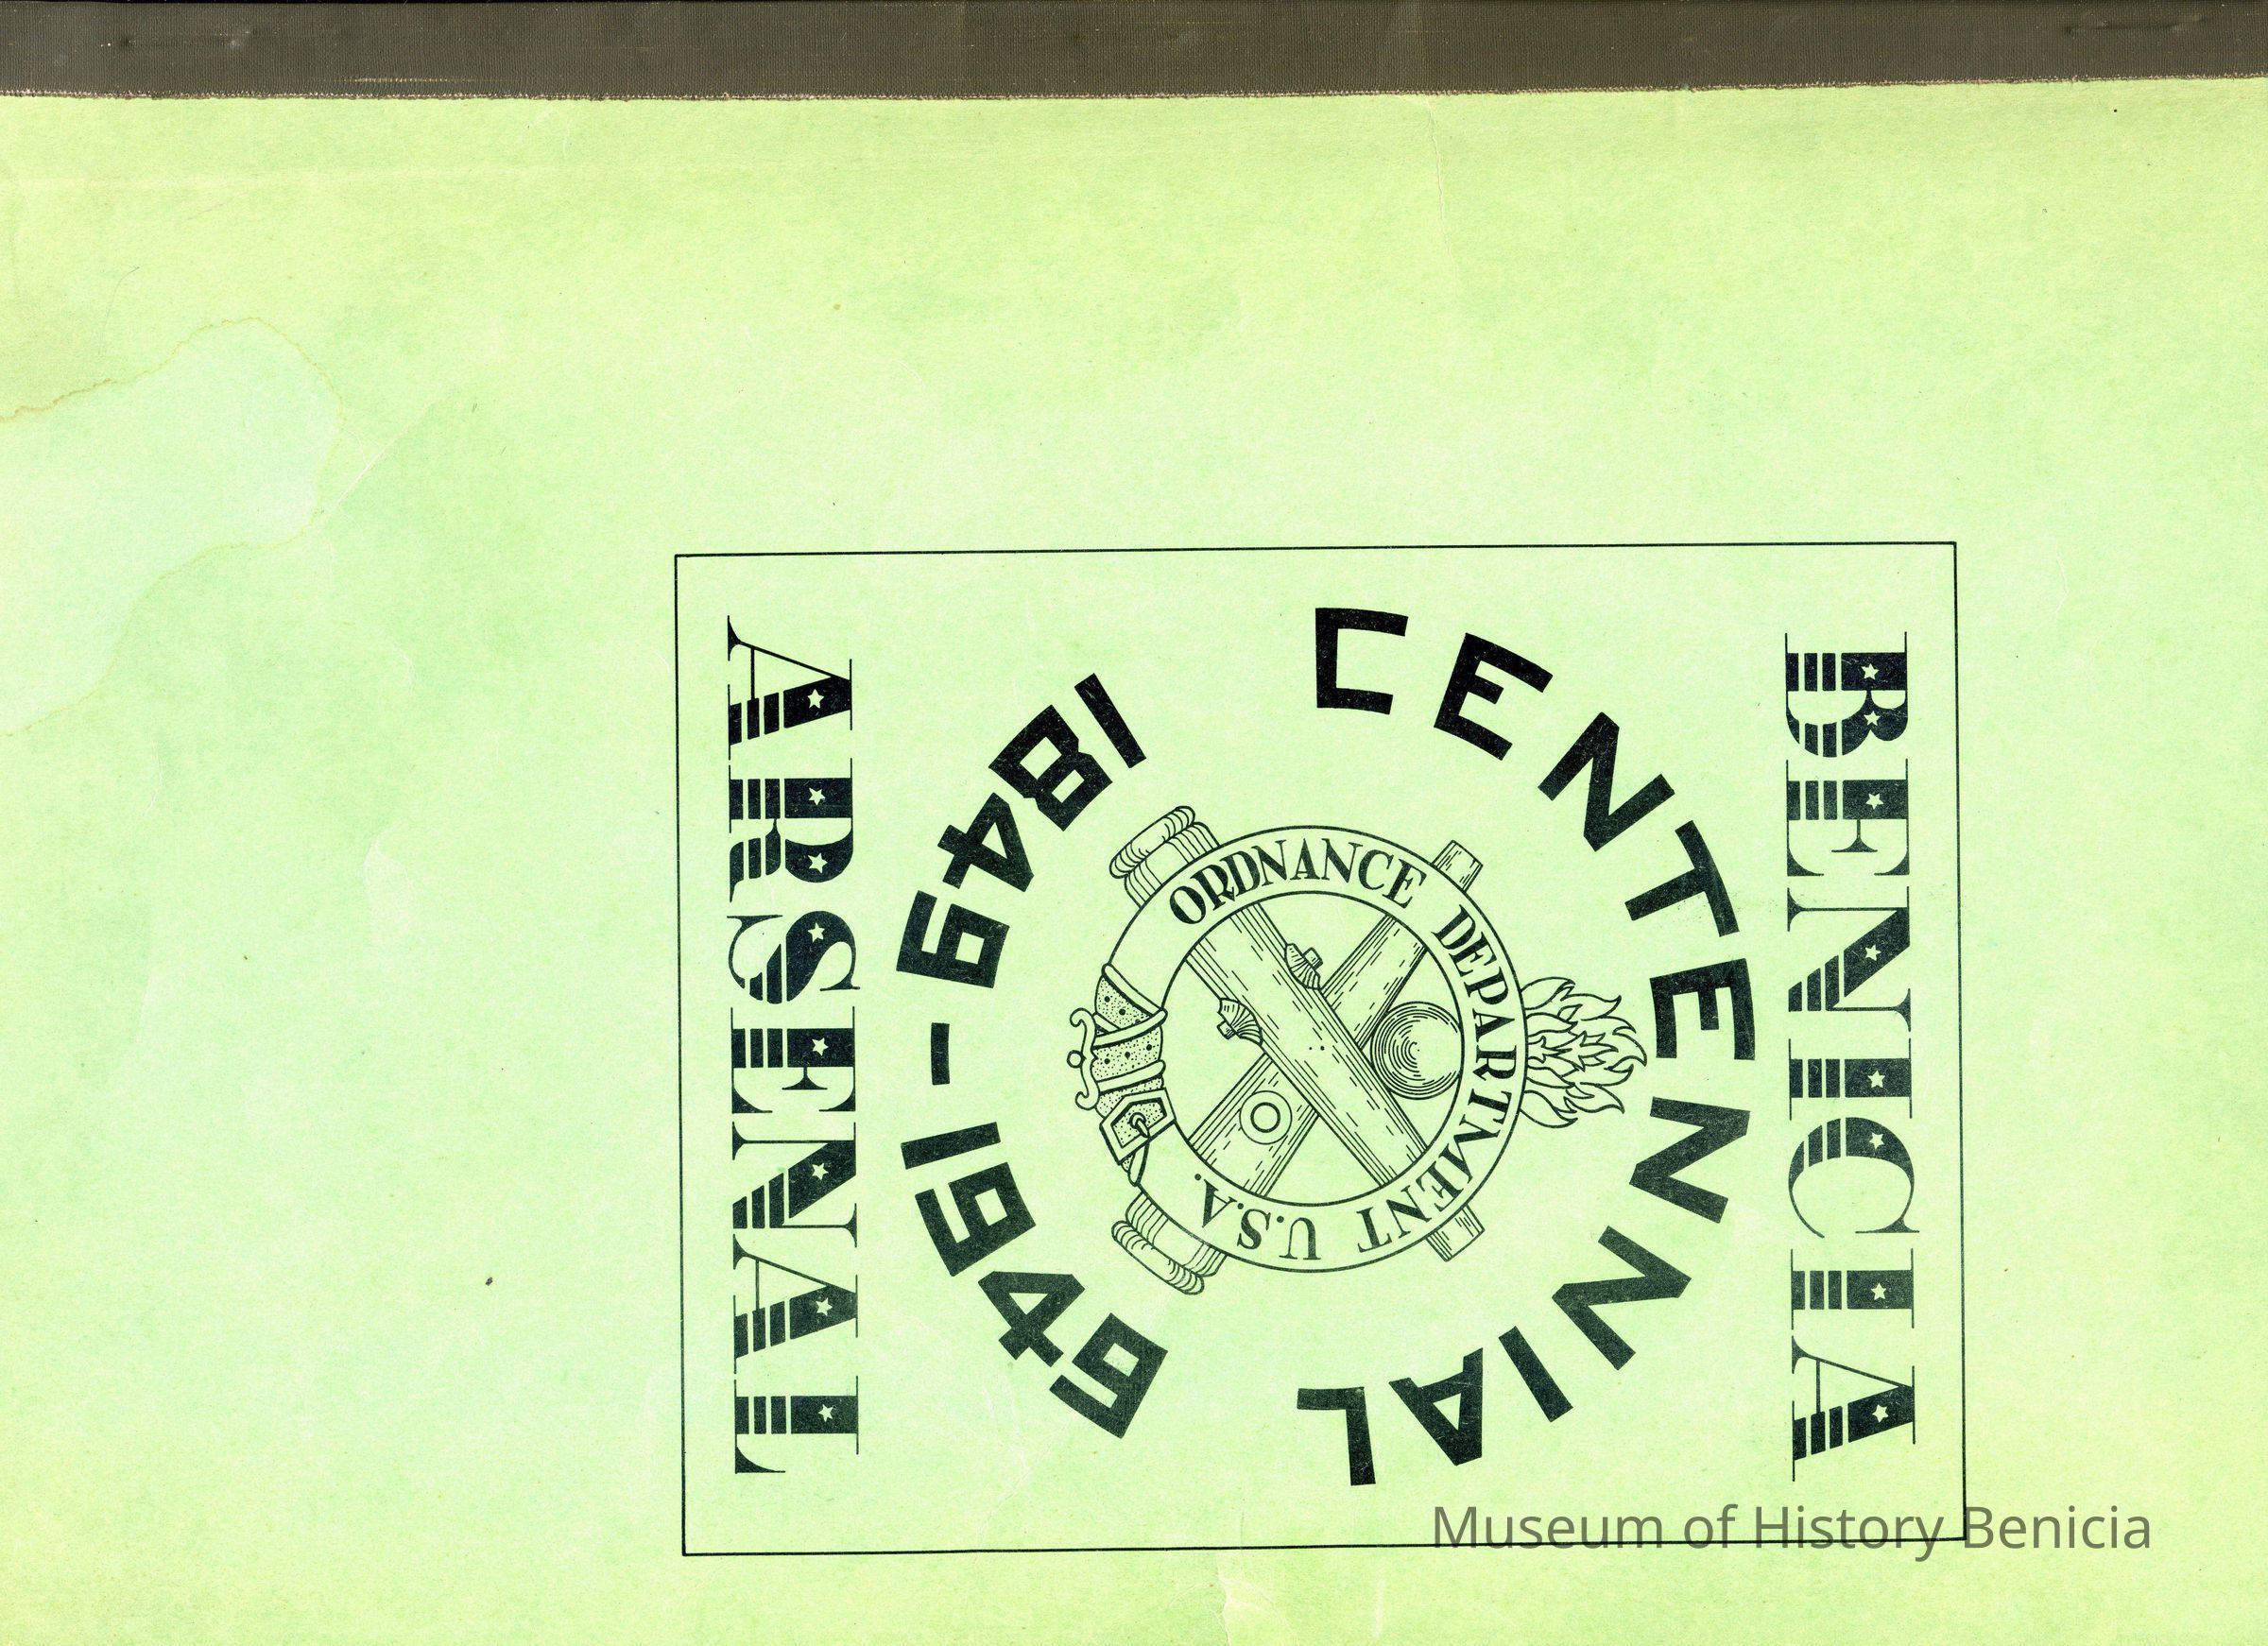 BENICIA
CENTENNIAL
ORDNANCE DEPARTMENT U.S.A.
1849-1949
ARSENAL
Museum of History Benicia